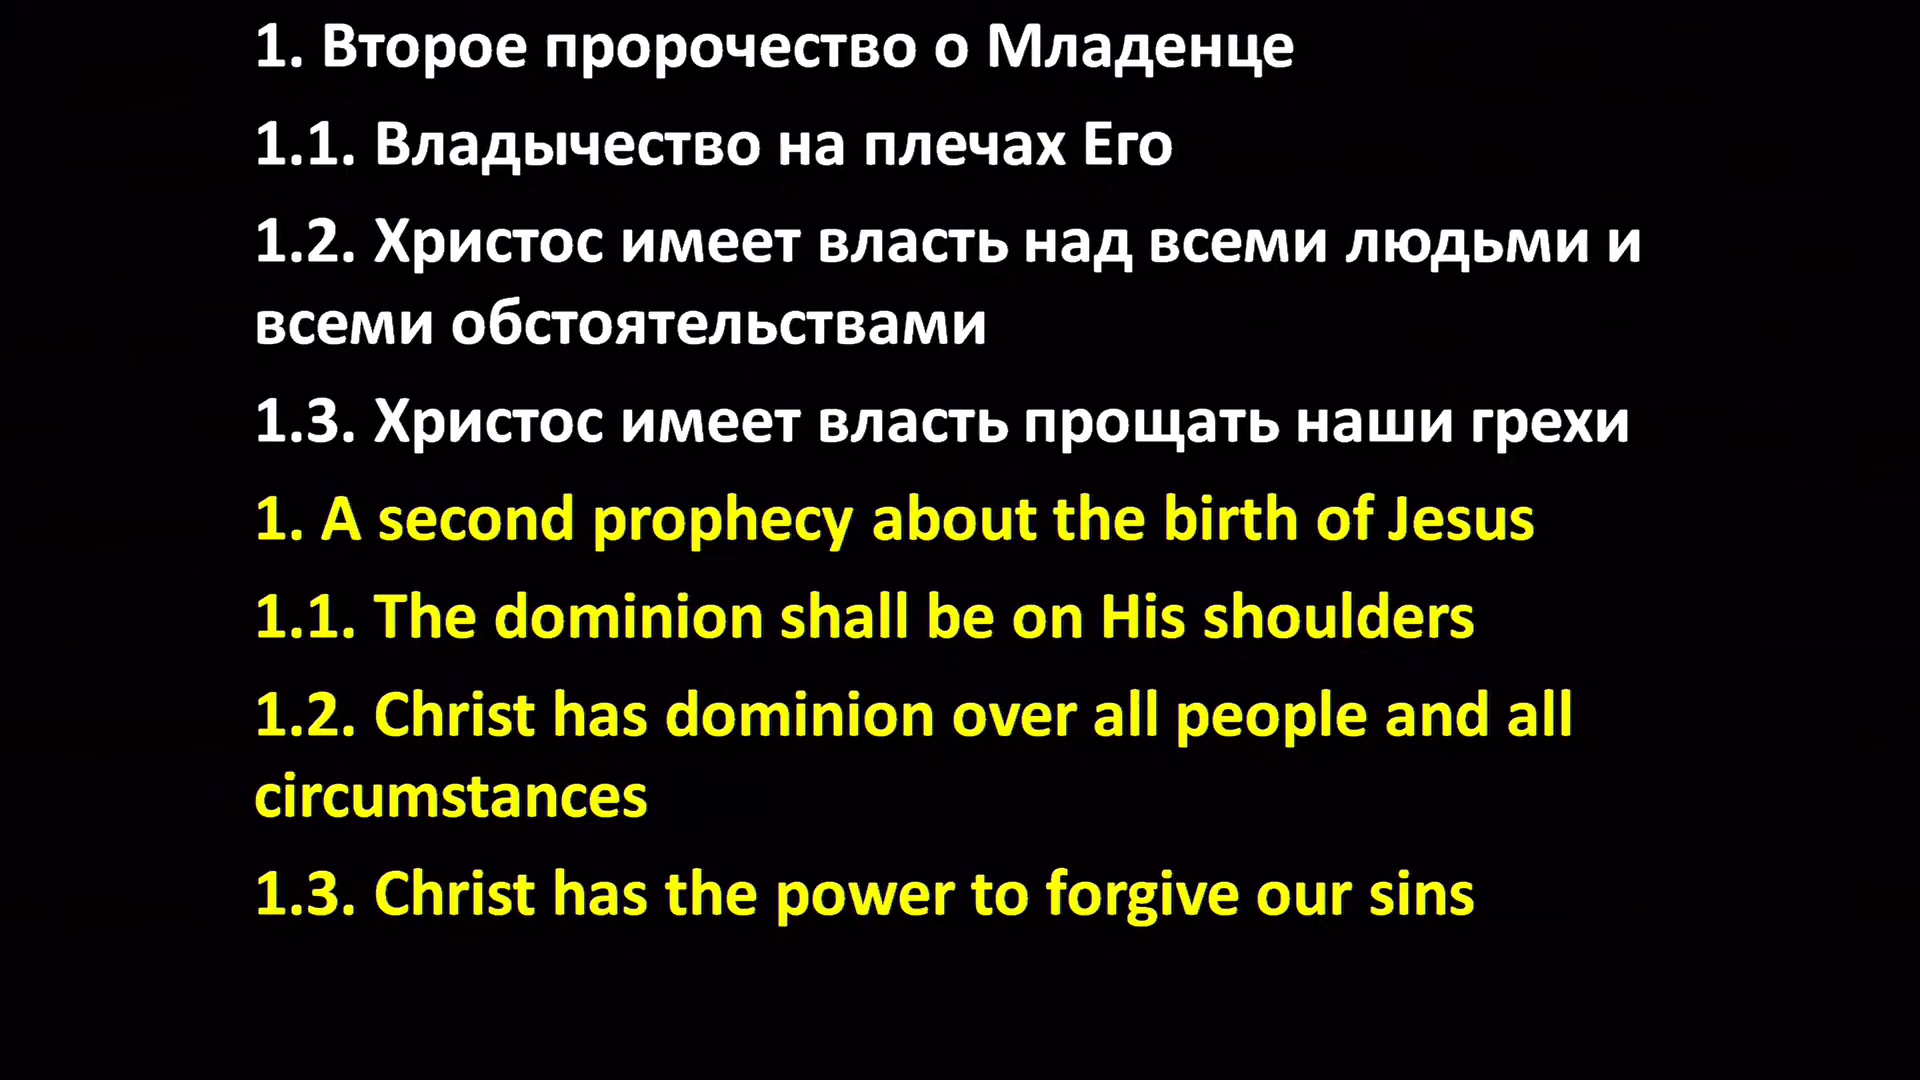 1. Второе пророчество о Младенце
1.1. Владычество на плечах Его
1.2. Христос имеет власть над всеми людьми и
всеми обстоятельствами
1.3. Христос имеет власть прощать наши грехи
1. A second prophecy about the birth of Jesus
1.1. The dominion shall be on His shoulders
1.2. Christ has dominion over all people and all
circumstances
1.3. Christ has the power to forgive our sins